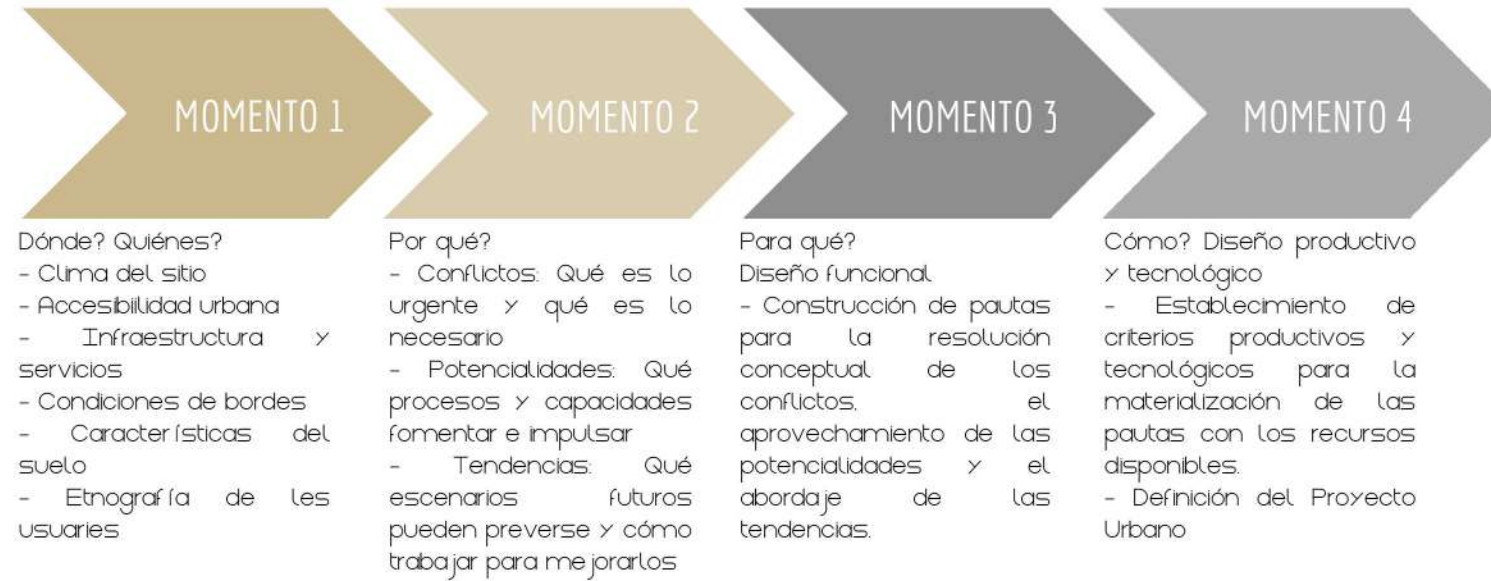 MOMENTO 1
MOMENTO 2
MOMENTO 3
MOMENTO 4
Dónde? Quiénes?
- Clima del sitio
- Accesibiilidad urbana
- Infraestructura y
servicios
- Condiciones de bordes
- Características del
suelo
- Etnografía de les
usuaries
Por qué?
- Conflictos: Qué es lo
urgente y qué es lo
necesario
- Potencialidades: Qué
procesos y capacidades
fomentar e impulsar
- Tendencias: Qué
escenarios futuros
pueden preverse y cómo
trabajar para mejorarlos
Para qué?
Diseño funcional
- Construcción de pautas
para la resolución
conceptual de los
conflictos, el
aprovechamiento de las
potencialidades y el
abordaje de las
tendencias.
Cómo? Diseño productivo
y tecnológico
- Establecimiento de
criterios productivos y
tecnológicos para la
materialización de las
pautas con los recursos
disponibles.
- Definición del Proyecto
Urbano